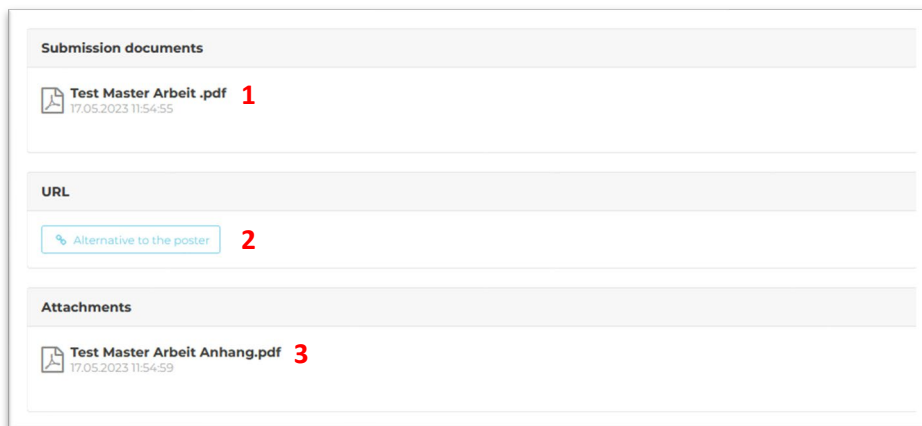 Submission documents
Test Master Arbeit .pdf 1
17.05.2023 11:54:55
URL
Alternative to the poster 2
Attachments
Test Master Arbeit Anhang.pdf 3
17.05.2023 11:54:59